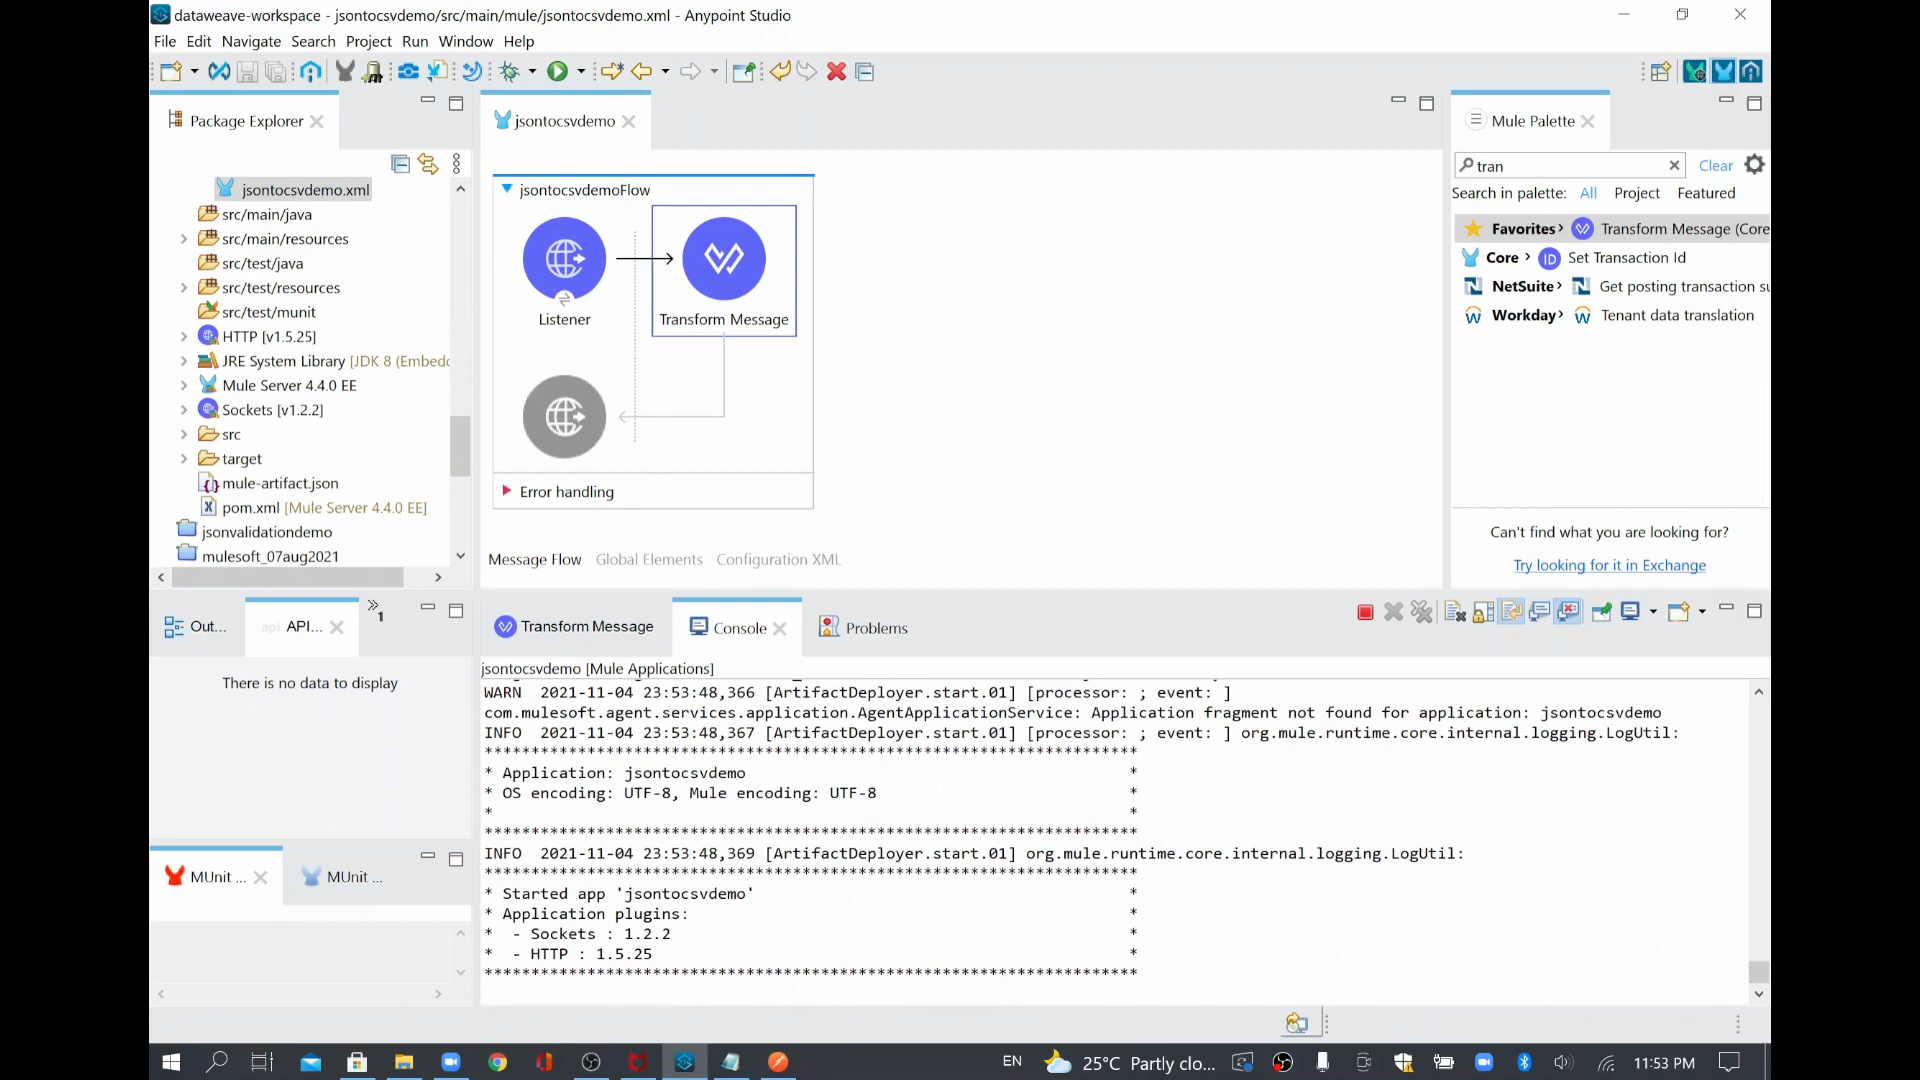 dataweave-workspace - jsontocsvdemo/src/main/mule/jsontocsvdemo.xml - Anypoint Studio
File Edit Navigate Search Project Run Window Help
Package Explorer
jsontocsvdemo
Mule Palette
tran
Clear
Search in palette: All Project Featured
Favorites › Transform Message (Core
Core › ID Set Transaction Id
NetSuite › Get posting transaction su
Workday › Tenant data translation
Can't find what you are looking for?
Try looking for it in Exchange
jsontocsvdemo.xml
src/main/java
src/main/resources
src/test/java
src/test/resources
src/test/munit
HTTP [v1.5.25]
JRE System Library [JDK 8 (Embedd
Mule Server 4.4.0 EE
Sockets [v1.2.2]
src
target
mule-artifact.json
pom.xml [Mule Server 4.4.0 EE]
jsonvalidationdemo
mulesoft_07aug2021
jsontocsvdemoFlow
Listener
Transform Message
Error handling
Message Flow Global Elements Configuration XML
Out...
api API...
1
There is no data to display
MUnit ...
MUnit ...
Transform Message
Console
Problems
jsontocsvdemo [Mule Applications]
WARN 2021-11-04 23:53:48,366 [ArtifactDeployer.start.01] [processor: ; event: ]
com.mulesoft.agent.services.application.AgentApplicationService: Application fragment not found for application: jsontocsvdemo
INFO 2021-11-04 23:53:48,367 [ArtifactDeployer.start.01] [processor: ; event: ] org.mule.runtime.core.internal.logging.LogUtil:
**********************************************************************
* Application: jsontocsvdemo *
* OS encoding: UTF-8, Mule encoding: UTF-8 *
* *
**********************************************************************
INFO 2021-11-04 23:53:48,369 [ArtifactDeployer.start.01] org.mule.runtime.core.internal.logging.LogUtil:
**********************************************************************
* Started app 'jsontocsvdemo' *
* Application plugins: *
* - Sockets : 1.2.2 *
* - HTTP : 1.5.25 *
**********************************************************************
EN
25°C Partly clo...
11:53 PM